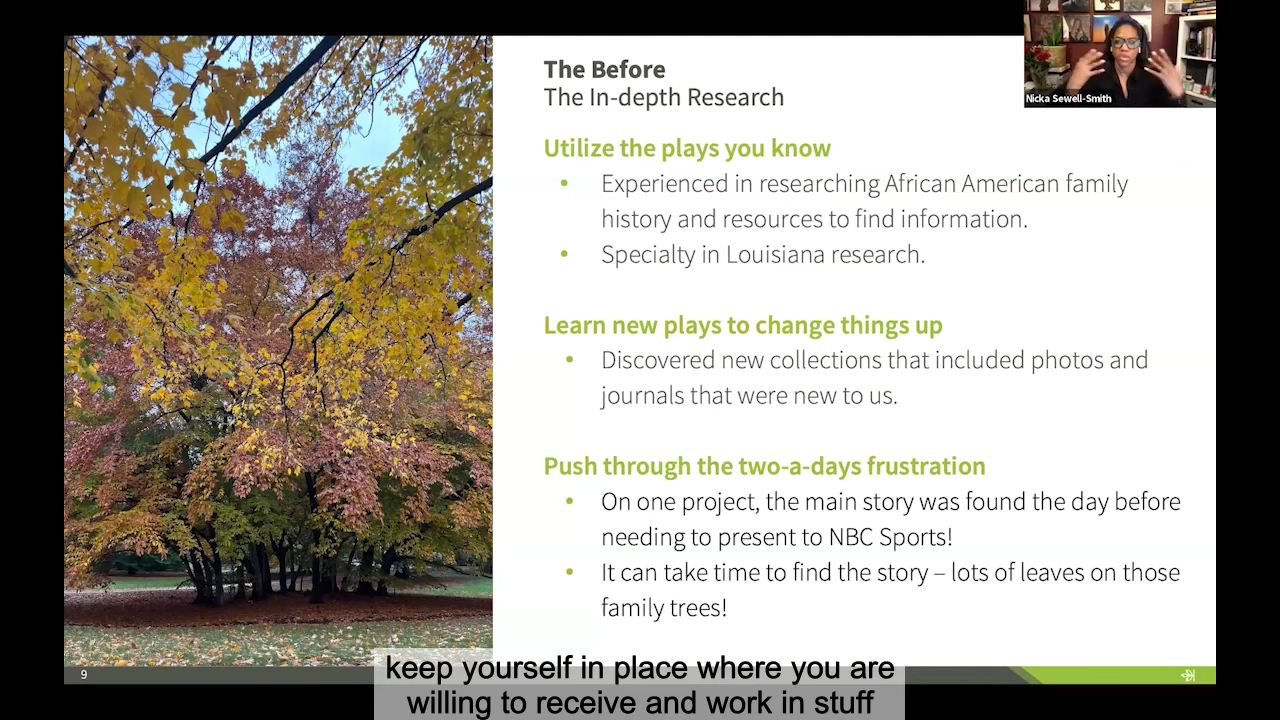 The Before
The In-depth Research
Nicka Sewell-Smith
Utilize the plays you know
• Experienced in researching African American family
history and resources to find information.
• Specialty in Louisiana research.
Learn new plays to change things up
• Discovered new collections that included photos and
journals that were new to us.
Push through the two-a-days frustration
• On one project, the main story was found the day before
needing to present to NBC Sports!
• It can take time to find the story – lots of leaves on those
family trees!
9
keep yourself in place where you are
willing to receive and work in stuff